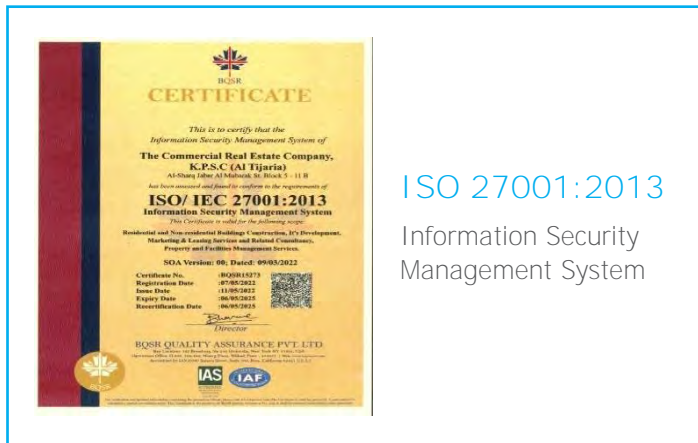 BQSR
CERTIFICATE
This is to certify that the
Information Security Management System of
The Commercial Real Estate Company,
K.P.S.C (Al Tijaria)
Al-Sharq Jaber Al Mubarak St. Block 5 - 11 B
has been assessed and found to conform to the requirements of
ISO/ IEC 27001:2013
Information Security Management System
This Certificate is valid for the following scope:
Residential and Non-residential Buildings Construction, It's Development,
Marketing & Leasing Services and Related Consultancy,
Property and Facilities Management Services.
SOA Version: 00; Dated: 09/03/2022
Certificate No. :BQSR15273
Registration Date :07/05/2022
Issue Date :11/05/2022
Expiry Date :06/05/2025
Recertification Date :06/05/2025
Director
BQSR QUALITY ASSURANCE PVT. LTD.
BQSR
IAS
IAF
ISO 27001:2013
Information Security
Management System